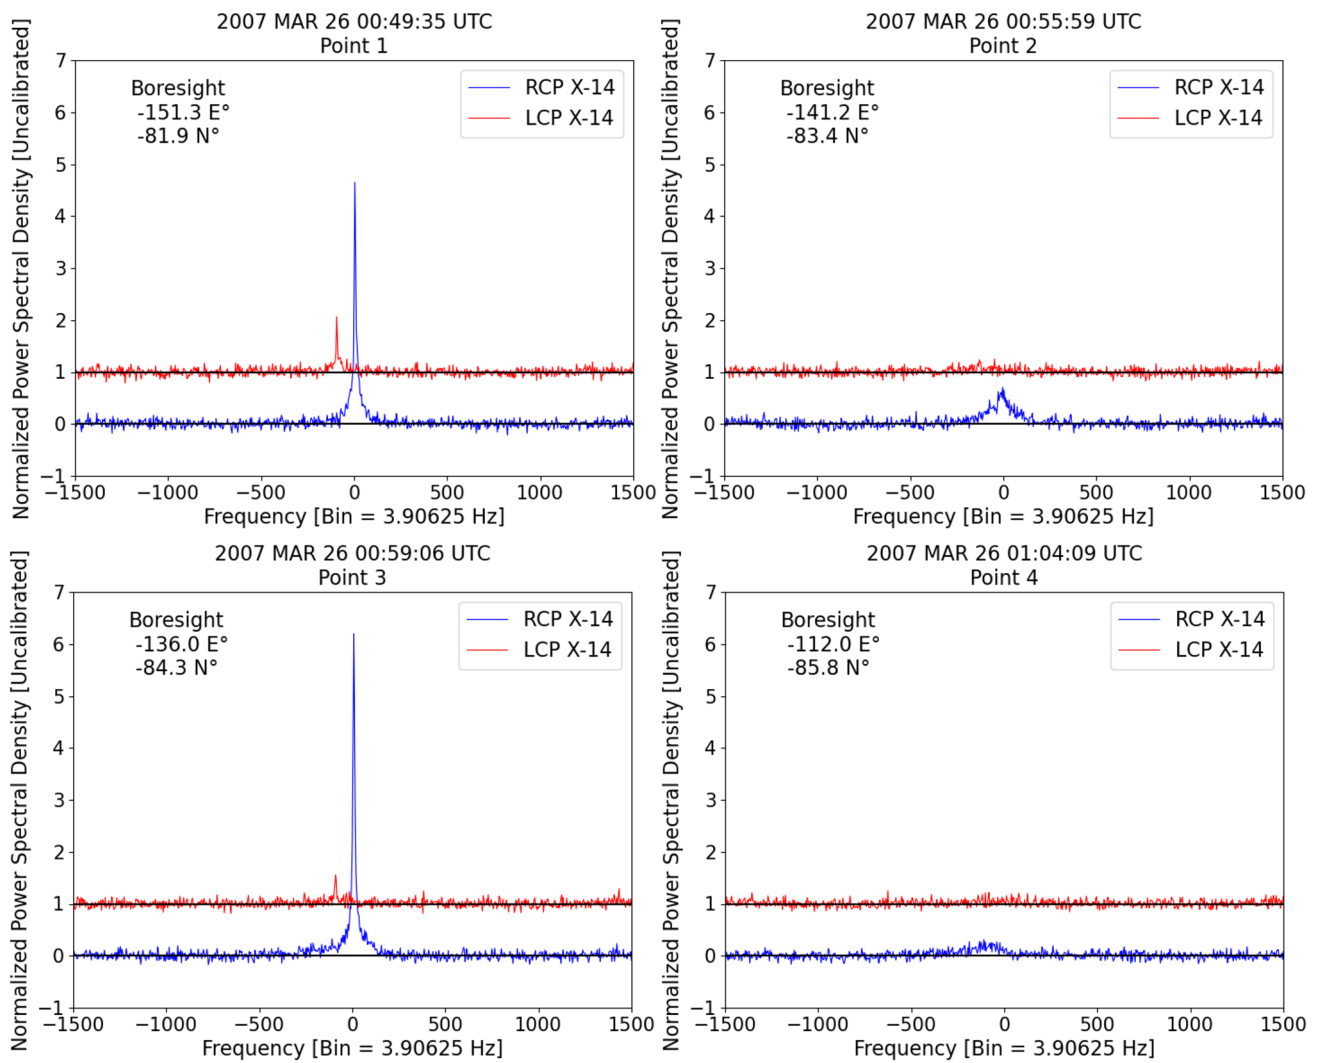 2007 MAR 26 00:49:35 UTC
Point 1
Normalized Power Spectral Density [Uncalibrated]
7
6
5
4
3
2
1
0
−1
Boresight
-151.3 E°
-81.9 N°
RCP X-14
LCP X-14
−1500 −1000 −500 0 500 1000 1500
Frequency [Bin = 3.90625 Hz]
2007 MAR 26 00:55:59 UTC
Point 2
Normalized Power Spectral Density [Uncalibrated]
7
6
5
4
3
2
1
0
−1
Boresight
-141.2 E°
-83.4 N°
RCP X-14
LCP X-14
−1500 −1000 −500 0 500 1000 1500
Frequency [Bin = 3.90625 Hz]
2007 MAR 26 00:59:06 UTC
Point 3
Normalized Power Spectral Density [Uncalibrated]
7
6
5
4
3
2
1
0
−1
Boresight
-136.0 E°
-84.3 N°
RCP X-14
LCP X-14
−1500 −1000 −500 0 500 1000 1500
Frequency [Bin = 3.90625 Hz]
2007 MAR 26 01:04:09 UTC
Point 4
Normalized Power Spectral Density [Uncalibrated]
7
6
5
4
3
2
1
0
−1
Boresight
-112.0 E°
-85.8 N°
RCP X-14
LCP X-14
−1500 −1000 −500 0 500 1000 1500
Frequency [Bin = 3.90625 Hz]